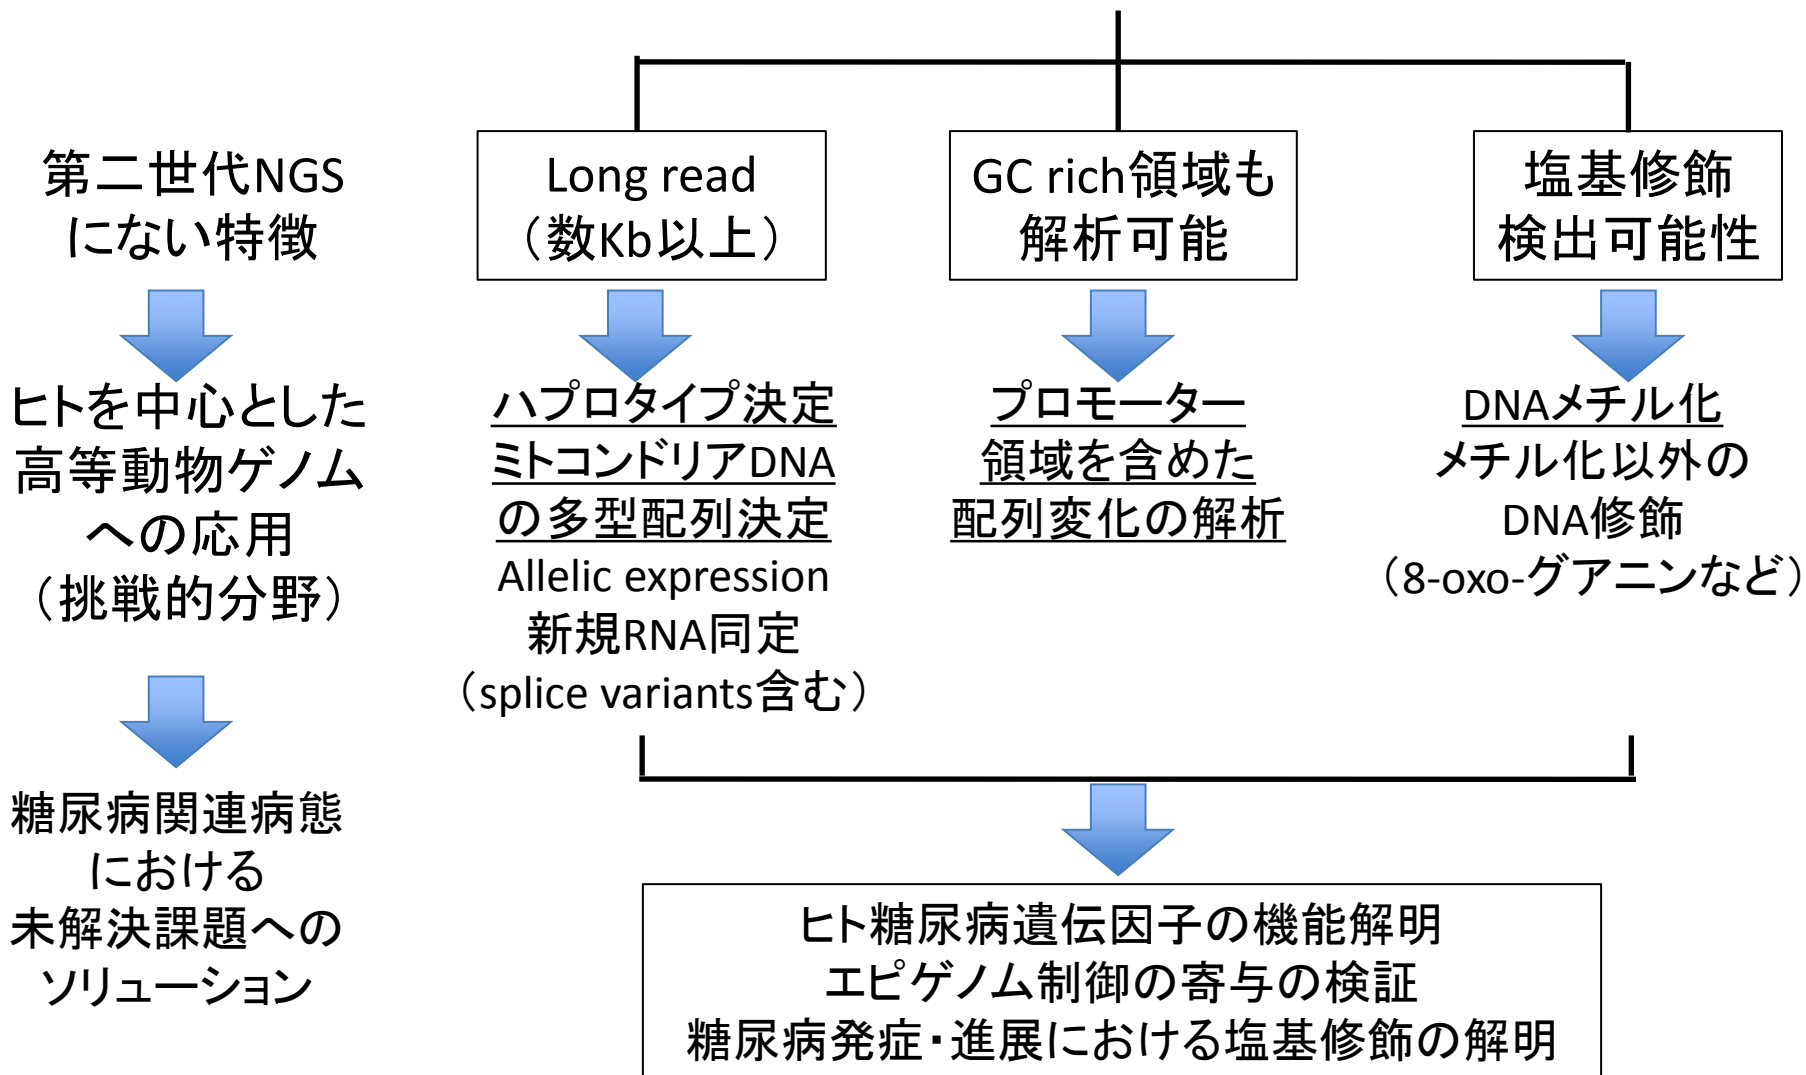 第二世代NGS
にない特徴
Long read
（数Kb以上）
GC rich領域も
解析可能
塩基修飾
検出可能性
ヒトを中心とした
高等動物ゲノム
への応用
（挑戦的分野）
ハプロタイプ決定
ミトコンドリアDNA
の多型配列決定
Allelic expression
新規RNA同定
（splice variants含む）
プロモーター
領域を含めた
配列変化の解析
DNAメチル化
メチル化以外の
DNA修飾
（8-oxo-グアニンなど）
糖尿病関連病態
における
未解決課題への
ソリューション
ヒト糖尿病遺伝因子の機能解明
エピゲノム制御の寄与の検証
糖尿病発症・進展における塩基修飾の解明